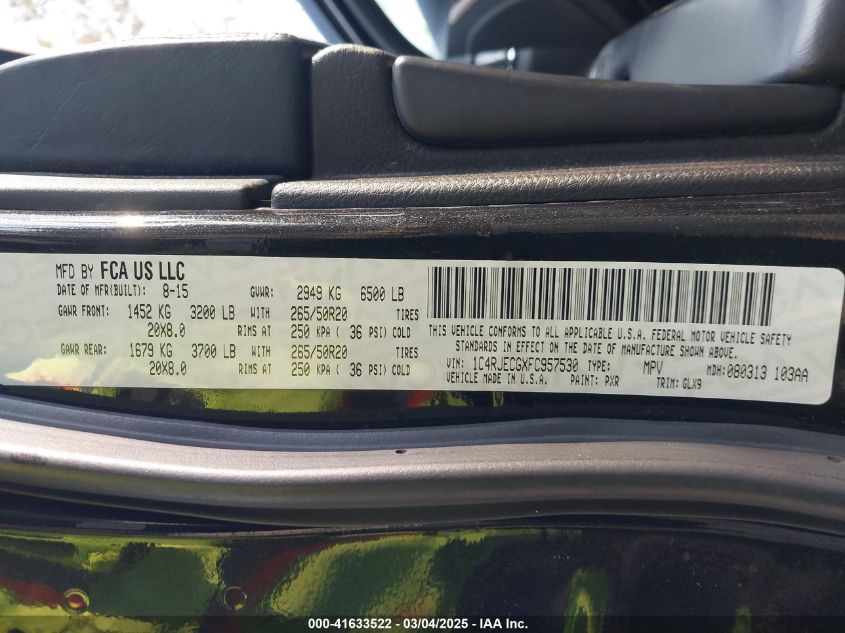 MFD BY FCA US LLC
DATE OF MFR(BUILT): 8-15 GVWR: 2949 KG 6500 LB
GAWR FRONT: 1452 KG 3200 LB WITH 265/50R20 TIRES
20X8.0 RIMS AT 250 KPA ( 36 PSI) COLD
GAWR REAR: 1679 KG 3700 LB WITH 265/50R20 TIRES
20X8.0 RIMS AT 250 KPA ( 36 PSI) COLD
THIS VEHICLE CONFORMS TO ALL APPLICABLE U.S.A. FEDERAL MOTOR VEHICLE SAFETY
STANDARDS IN EFFECT ON THE DATE OF MANUFACTURE SHOWN ABOVE.
VIN: 1C4RJECGXFC957530 TYPE: MPV MDH:080313 103AA
VEHICLE MADE IN U.S.A. PAINT: PXR TRIM: GLX9
000-41633522 - 03/04/2025 - IAA Inc.